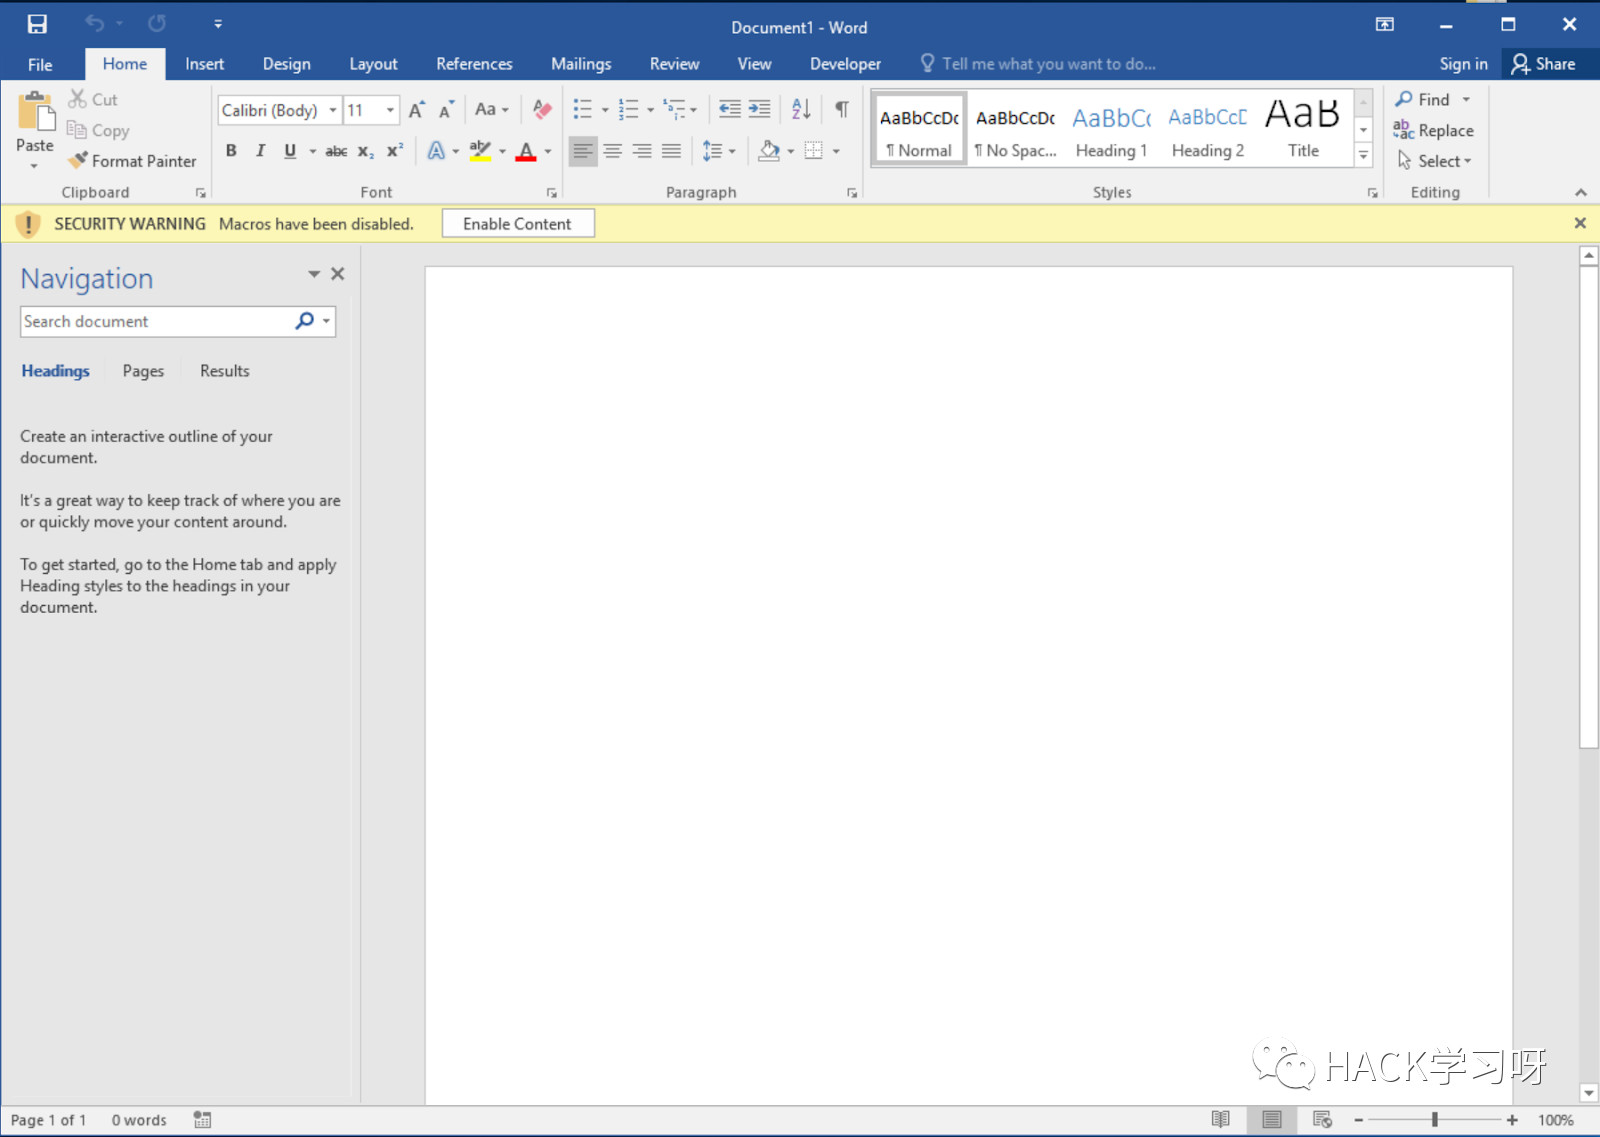 Document1 - Word
File Home Insert Design Layout References Mailings Review View Developer Tell me what you want to do... Sign in Share
Paste
Cut
Copy
Format Painter
Clipboard
Calibri (Body) 11
Aa
B I U abc x₂ x²
A ab A
Font
Paragraph
AaBbCcDc AaBbCcDc AaBbC AaBbCcD AaB
¶ Normal ¶ No Spac... Heading 1 Heading 2 Title
Styles
Find
Replace
Select
Editing
SECURITY WARNING Macros have been disabled. Enable Content
Navigation
Search document
Headings Pages Results
Create an interactive outline of your
document.
It's a great way to keep track of where you are
or quickly move your content around.
To get started, go to the Home tab and apply
Heading styles to the headings in your
document.
HACK学习呀
Page 1 of 1 0 words 100%